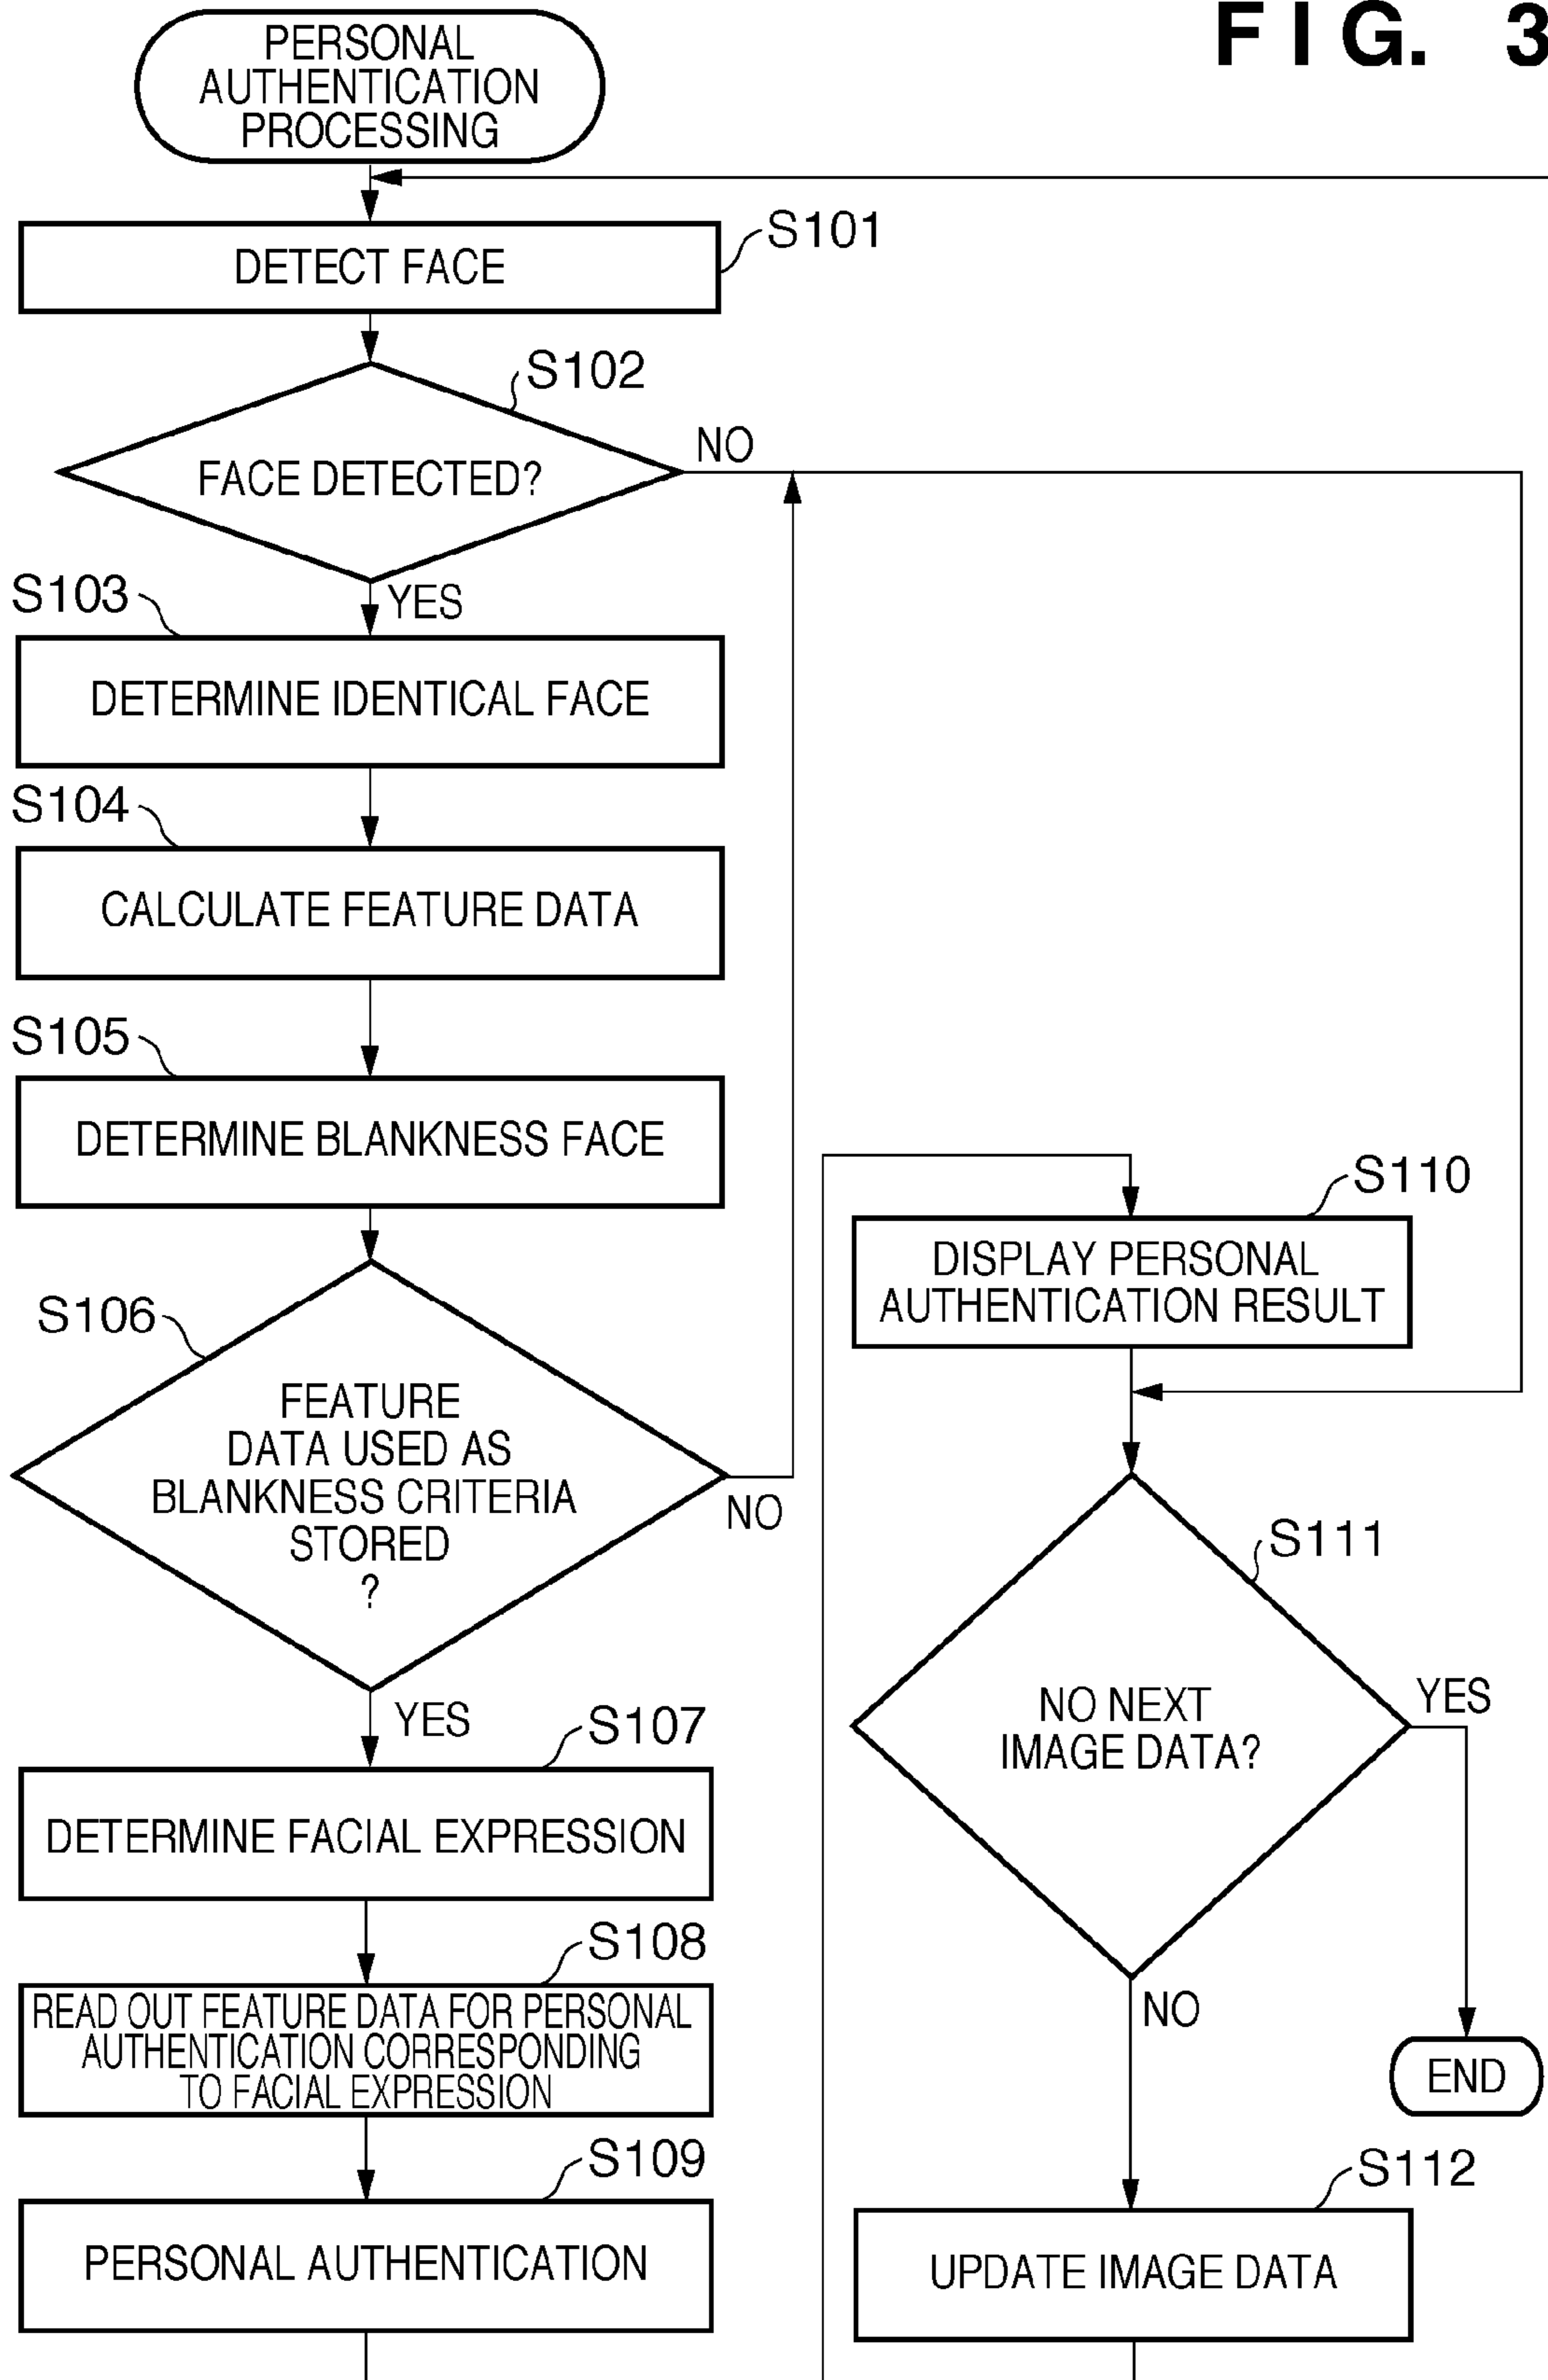 FIG. 3
PERSONAL
AUTHENTICATION
PROCESSING
S101
DETECT FACE
S102
FACE DETECTED?
NO
YES
S103
DETERMINE IDENTICAL FACE
S104
CALCULATE FEATURE DATA
S105
DETERMINE BLANKNESS FACE
S106
FEATURE
DATA USED AS
BLANKNESS CRITERIA
STORED
?
NO
YES
S107
DETERMINE FACIAL EXPRESSION
S108
READ OUT FEATURE DATA FOR PERSONAL
AUTHENTICATION CORRESPONDING
TO FACIAL EXPRESSION
S109
PERSONAL AUTHENTICATION
S110
DISPLAY PERSONAL
AUTHENTICATION RESULT
S111
NO NEXT
IMAGE DATA?
YES
NO
END
S112
UPDATE IMAGE DATA